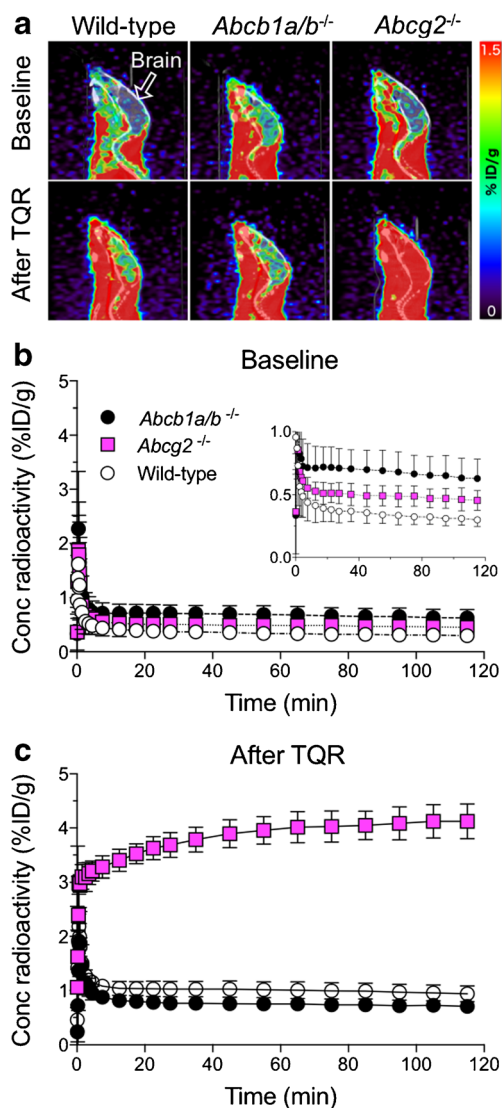 a
Wild-type Abcb1a/b-/- Abcg2-/-
Baseline
Brain
After TQR
1.5
% ID/g
0
b
Baseline
Conc radioactivity (%ID/g)
5
4
3
2
1
0
Abcb1a/b -/-
Abcg2 -/-
Wild-type
1.0
0.5
0.0
0 40 80 120
0 20 40 60 80 100 120
Time (min)
c
After TQR
Conc radioactivity (%ID/g)
5
4
3
2
1
0
0 20 40 60 80 100 120
Time (min)